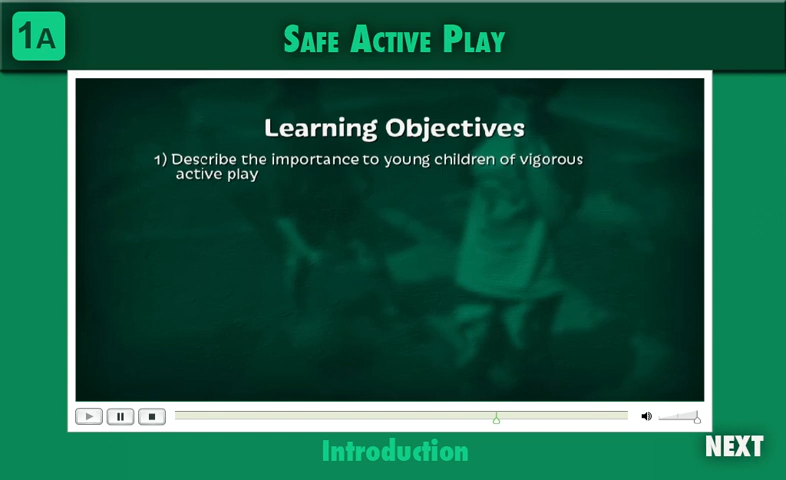 1A
Safe Active Play
Learning Objectives
1) Describe the importance to young children of vigorous
active play
Introduction
NEXT